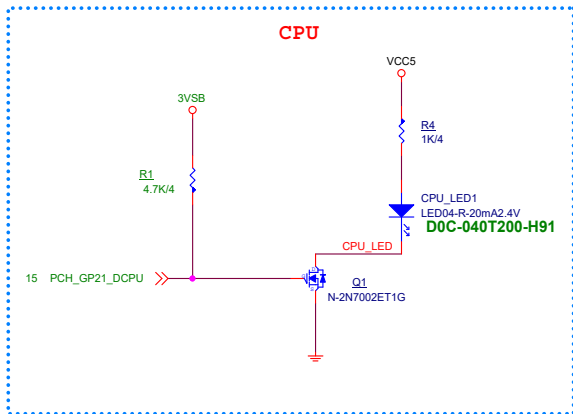 CPU
VCC5
3VSB
R4
1K/4
R1
4.7K/4
CPU_LED1
LED04-R-20mA2.4V
D0C-040T200-H91
CPU_LED
15 PCH_GP21_DCPU
Q1
N-2N7002ET1G